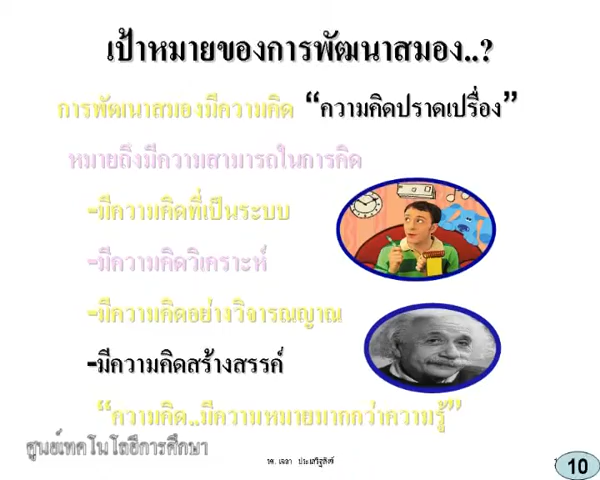 เป้าหมายของการพัฒนาสมอง..?
การพัฒนาสมองมีความคิด “ความคิดปราดเปรื่อง”
หมายถึงมีความสามารถในการคิด
-มีความคิดที่เป็นระบบ
-มีความคิดวิเคราะห์
-มีความคิดอย่างวิจารณญาณ
-มีความคิดสร้างสรรค์
“ความคิด..มีความหมายมากกว่าความรู้”
ศูนย์เทคโนโลยีการศึกษา
10